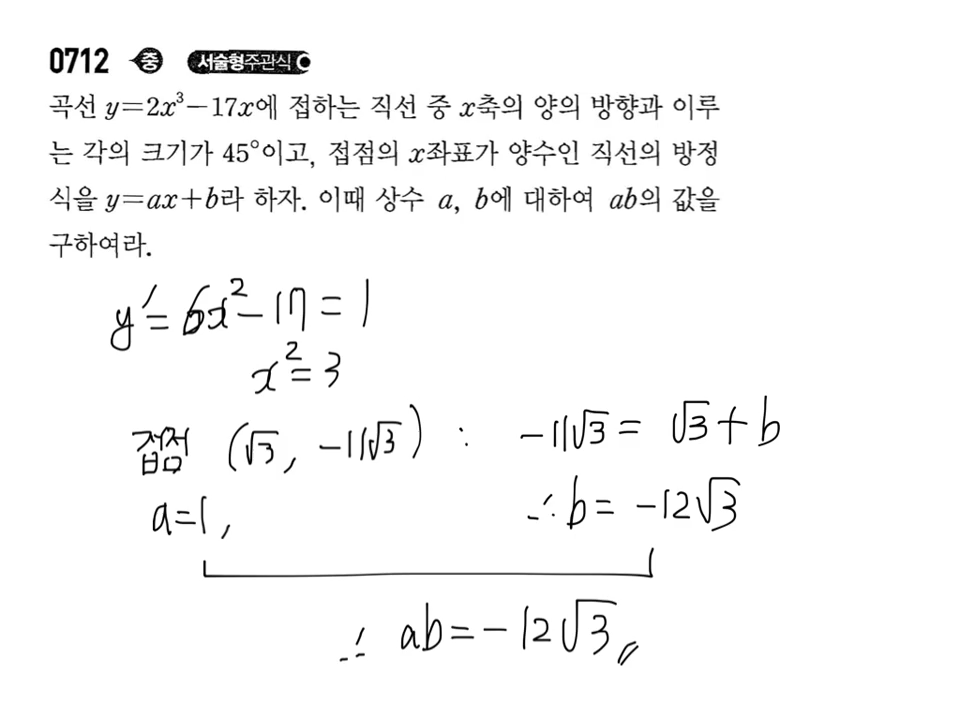 0712 중 서술형주관식
곡선 y=2x³-17x에 접하는 직선 중 x축의 양의 방향과 이루
는 각의 크기가 45°이고, 접점의 x좌표가 양수인 직선의 방정
식을 y=ax+b라 하자. 이때 상수 a, b에 대하여 ab의 값을
구하여라.
y′=6x²-17=1
x²=3
접점 (√3, -11√3) : -11√3 = √3+b
a=1, ∴ b= -12√3
∴ ab=-12√3